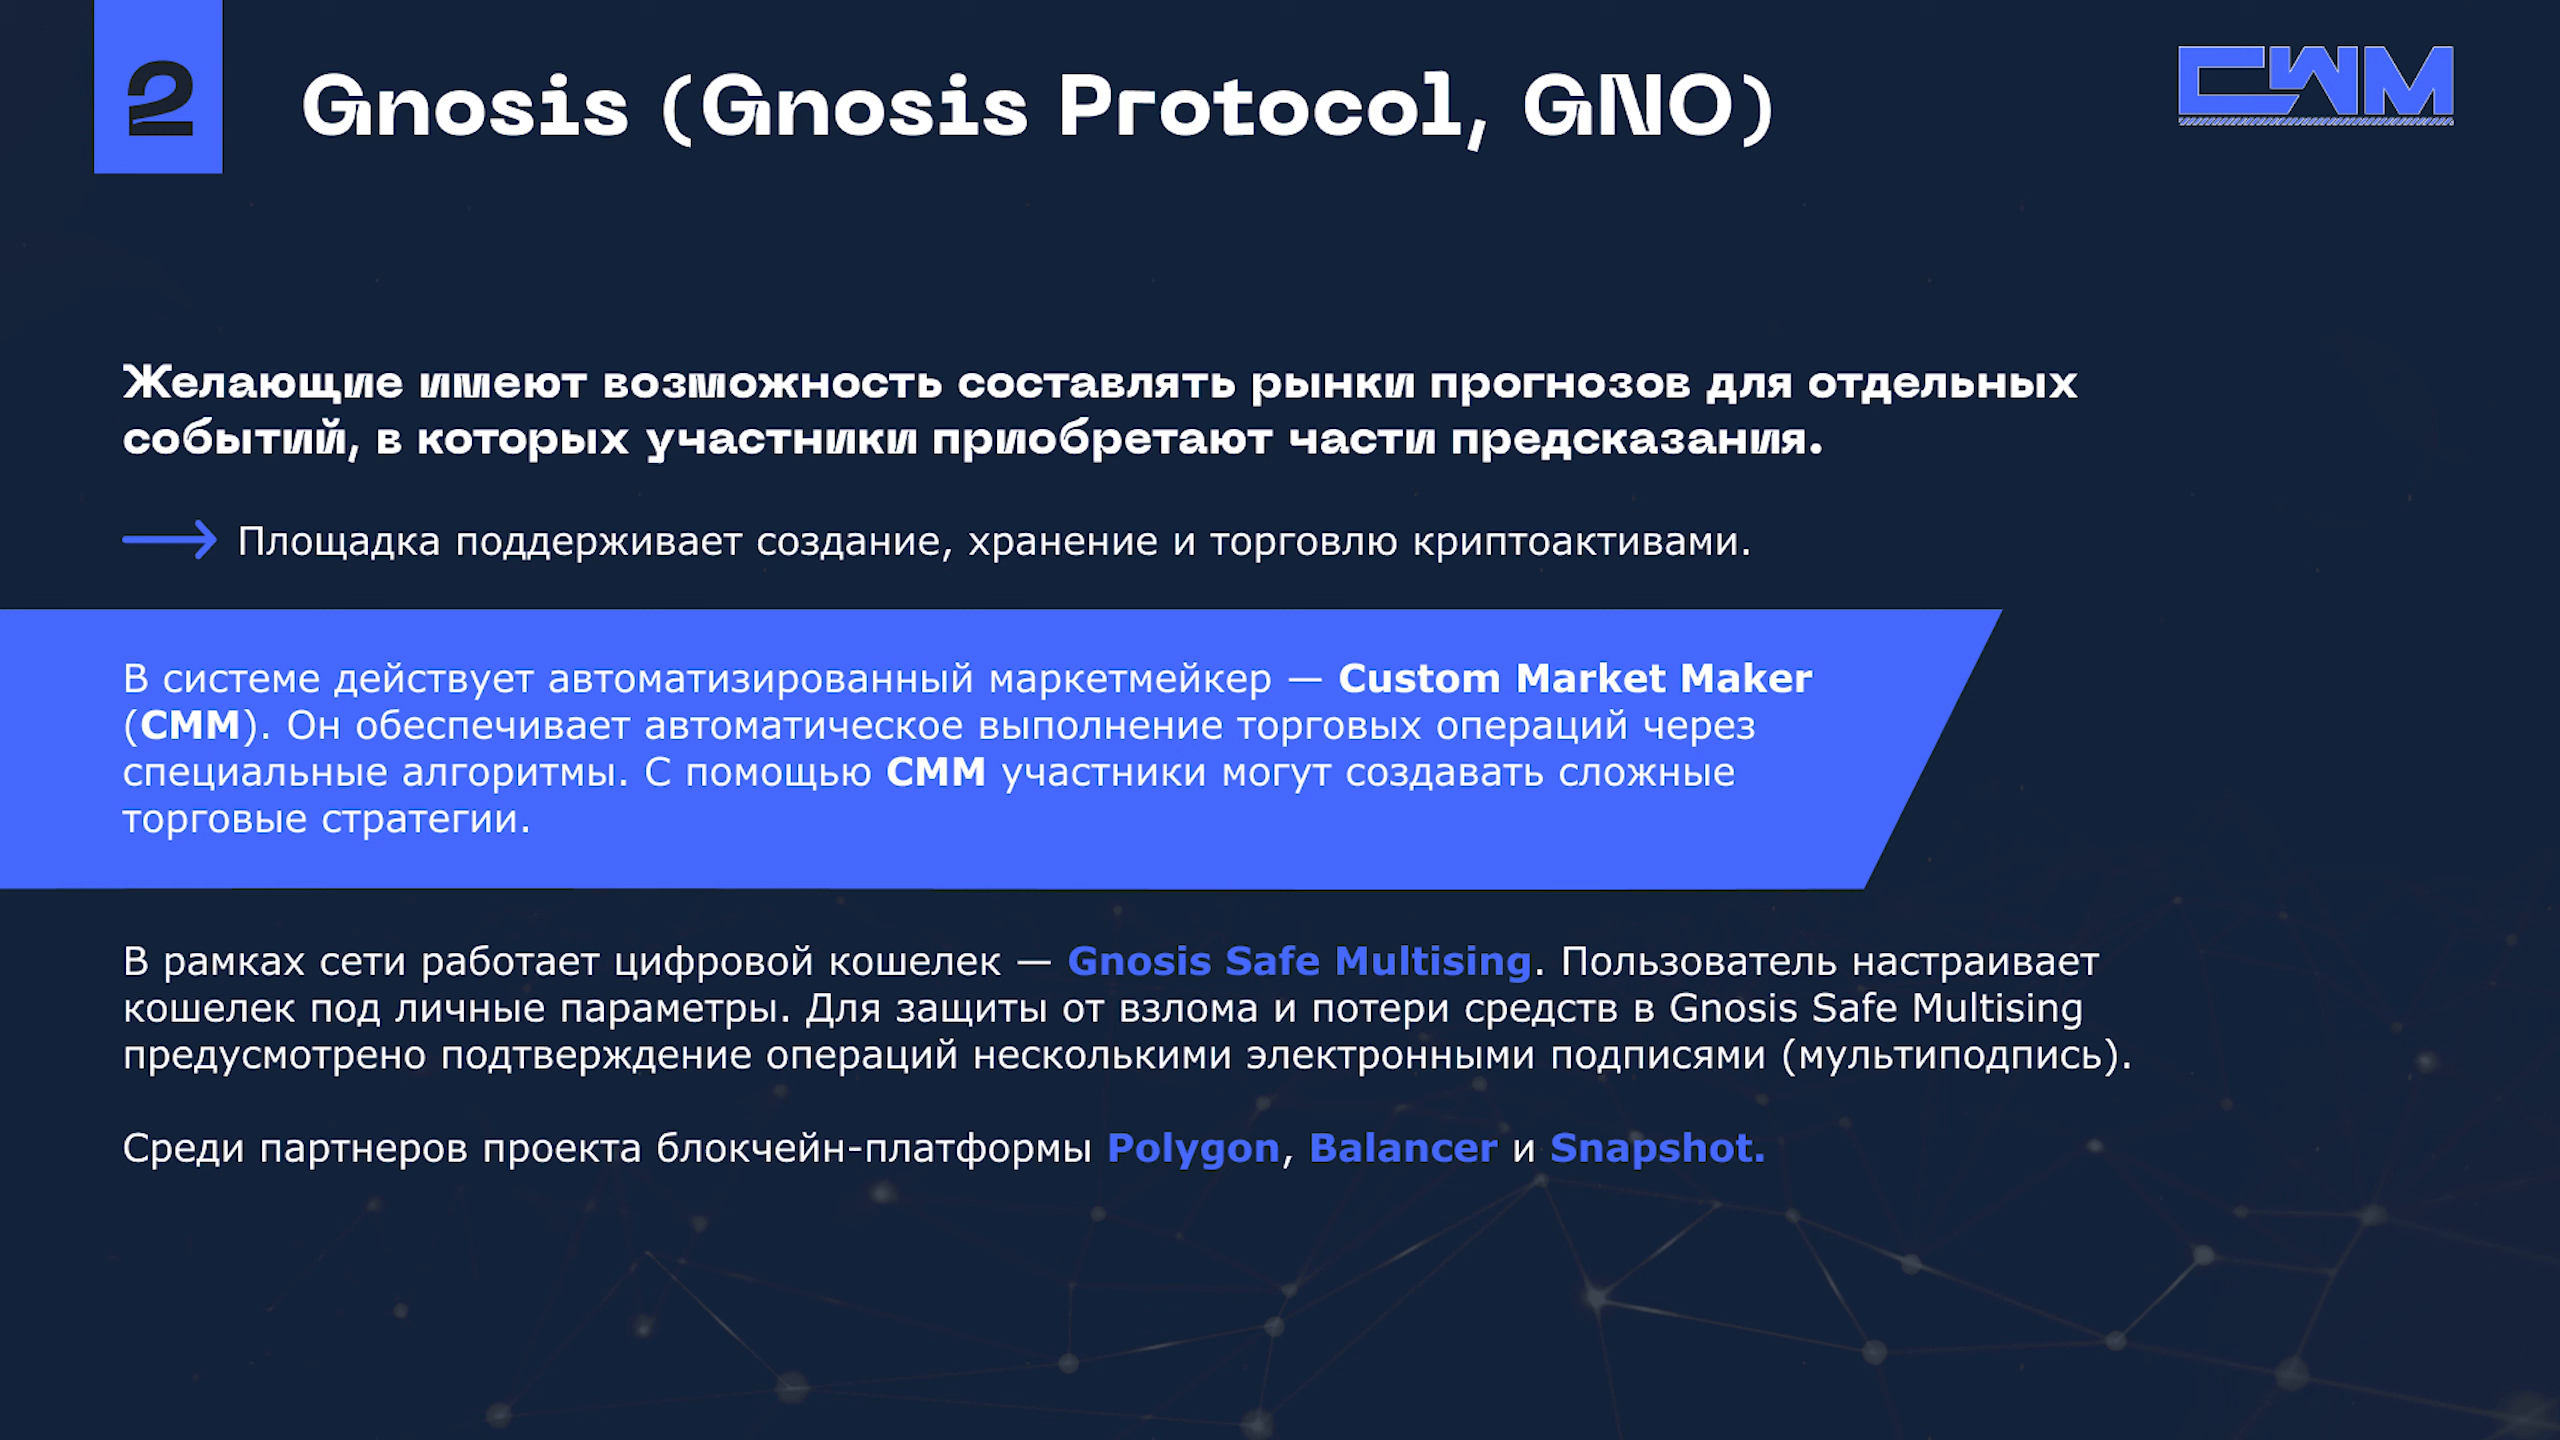 2
Gnosis (Gnosis Protocol, GNO)
CWM
Желающие имеют возможность составлять рынки прогнозов для отдельных
событий, в которых участники приобретают части предсказания.
Площадка поддерживает создание, хранение и торговлю криптоактивами.
В системе действует автоматизированный маркетмейкер — Custom Market Maker
(CMM). Он обеспечивает автоматическое выполнение торговых операций через
специальные алгоритмы. С помощью CMM участники могут создавать сложные
торговые стратегии.
В рамках сети работает цифровой кошелек — Gnosis Safe Multising. Пользователь настраивает
кошелек под личные параметры. Для защиты от взлома и потери средств в Gnosis Safe Multising
предусмотрено подтверждение операций несколькими электронными подписями (мультиподпись).
Среди партнеров проекта блокчейн-платформы Polygon, Balancer и Snapshot.